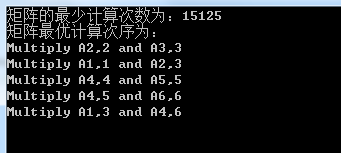 矩阵的最少计算次数为：15125
矩阵最优计算次序为：
Multiply A2,2 and A3,3
Multiply A1,1 and A2,3
Multiply A4,4 and A5,5
Multiply A4,5 and A6,6
Multiply A1,3 and A4,6